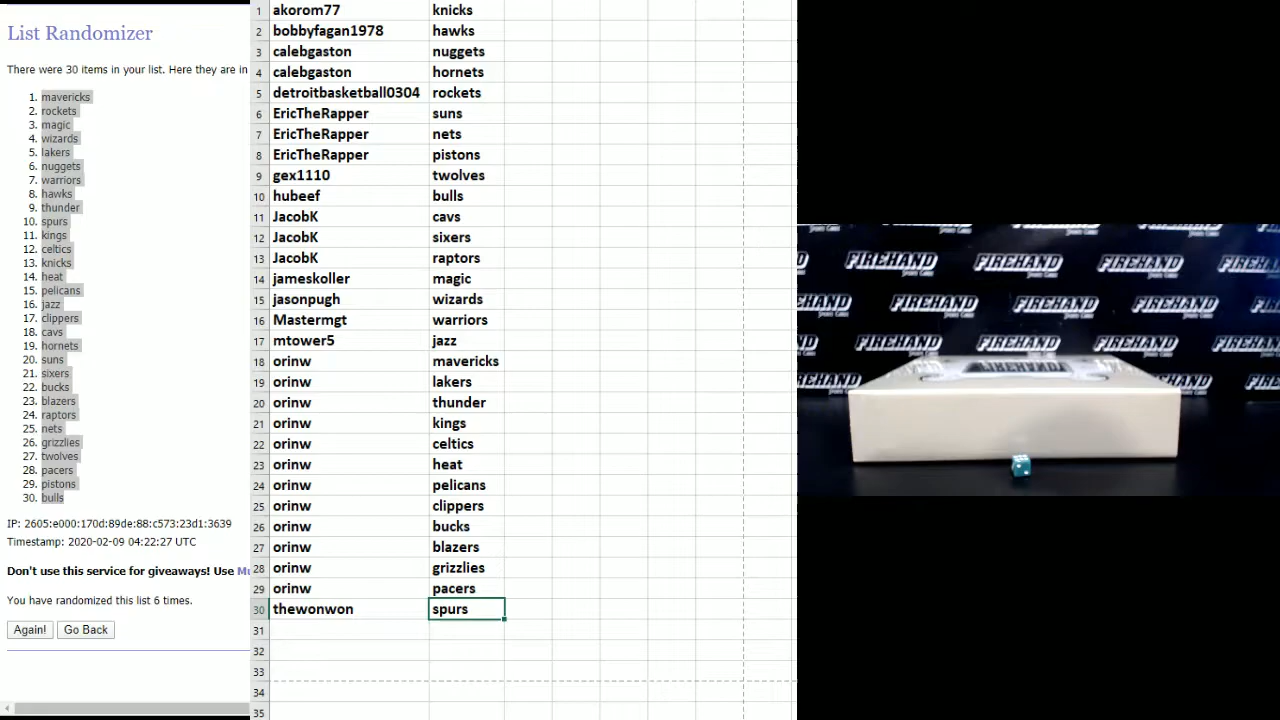 List Randomizer
There were 30 items in your list. Here they are in
1. mavericks
2. rockets
3. magic
4. wizards
5. lakers
6. nuggets
7. warriors
8. hawks
9. thunder
10. spurs
11. kings
12. celtics
13. knicks
14. heat
15. pelicans
16. jazz
17. clippers
18. cavs
19. hornets
20. suns
21. sixers
22. bucks
23. blazers
24. raptors
25. nets
26. grizzlies
27. twolves
28. pacers
29. pistons
30. bulls
IP: 2605:e000:170d:89de:88:c573:23d1:3639
Timestamp: 2020-02-09 04:22:27 UTC
Don't use this service for giveaways! Use
You have randomized this list 6 times.
Again! Go Back
1 akorom77 knicks
2 bobbyfagan1978 hawks
3 calebgaston nuggets
4 calebgaston hornets
5 detroitbasketball0304 rockets
6 EricTheRapper suns
7 EricTheRapper nets
8 EricTheRapper pistons
9 gex1110 twolves
10 hubeef bulls
11 JacobK cavs
12 JacobK sixers
13 JacobK raptors
14 jameskoller magic
15 jasonpugh wizards
16 Mastermgt warriors
17 mtower5 jazz
18 orinw mavericks
19 orinw lakers
20 orinw thunder
21 orinw kings
22 orinw celtics
23 orinw heat
24 orinw pelicans
25 orinw clippers
26 orinw bucks
27 orinw blazers
28 orinw grizzlies
29 orinw pacers
30 thewonwon spurs
31
32
33
34
35
FIREHAND FIREHAND FIREHAND FIREHAND
FIREHAND FIREHAND FIREHAND
FIREHAND FIREHAND